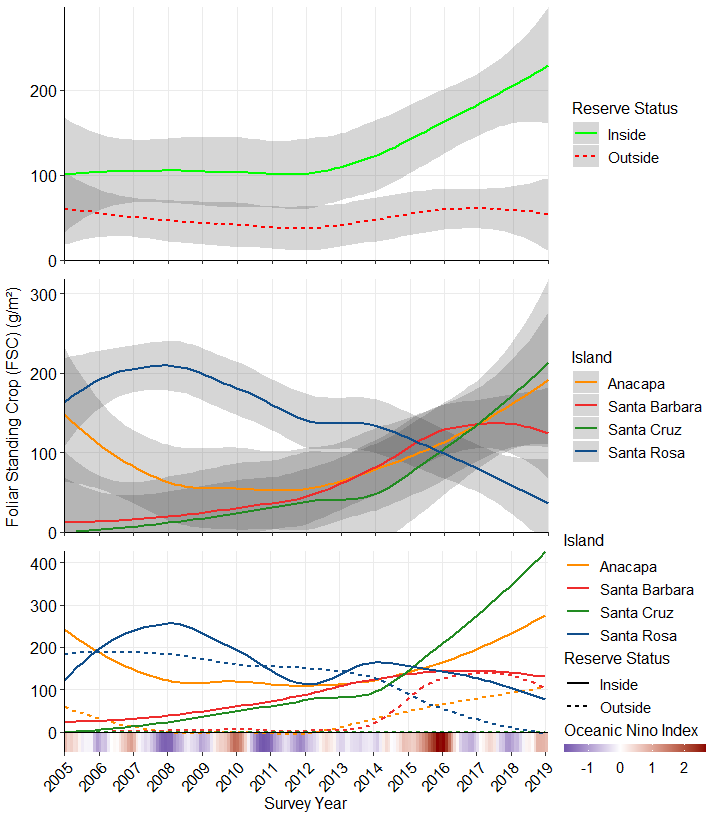 200
100
0
Reserve Status
Inside
Outside
Foliar Standing Crop (FSC) (g/m²)
300
200
100
0
Island
Anacapa
Santa Barbara
Santa Cruz
Santa Rosa
400
300
200
100
0
Island
Anacapa
Santa Barbara
Santa Cruz
Santa Rosa
Reserve Status
Inside
Outside
Oceanic Nino Index
-1 0 1 2
2005 2006 2007 2008 2009 2010 2011 2012 2013 2014 2015 2016 2017 2018 2019
Survey Year